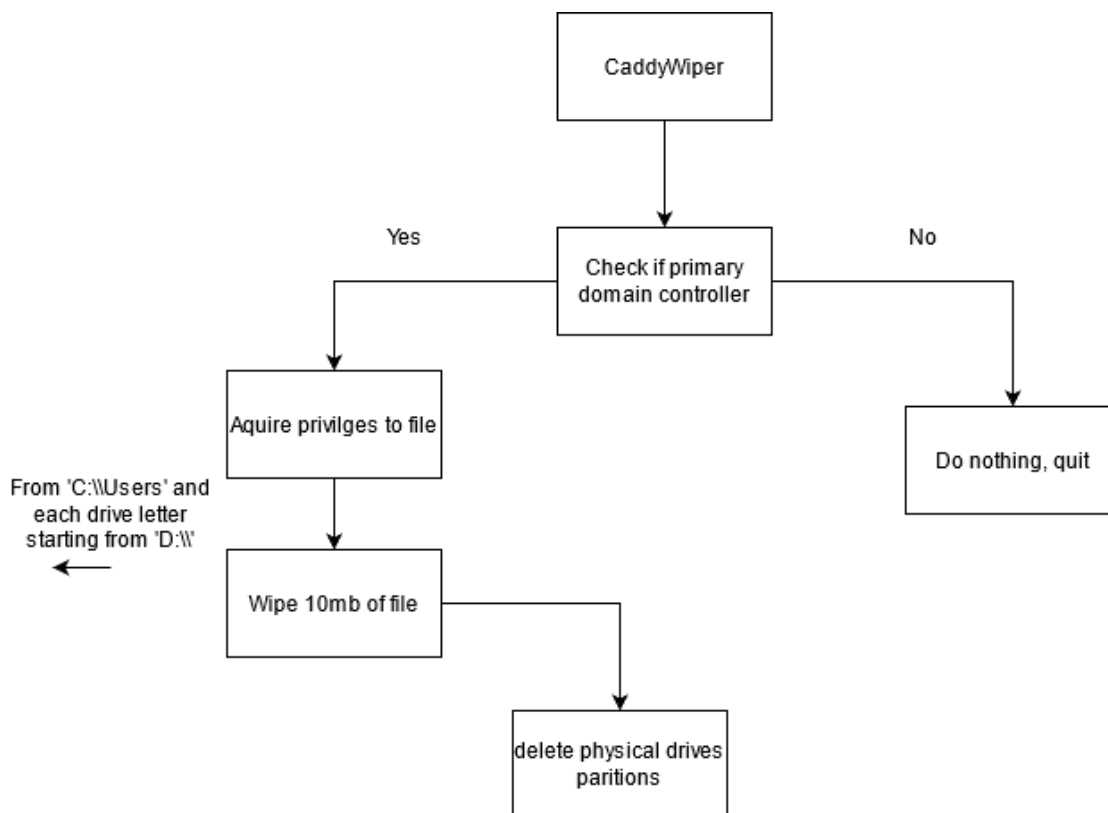 CaddyWiper
Yes
No
Check if primary
domain controller
Aquire privilges to file
Do nothing, quit
From 'C:\\Users' and
each drive letter
starting from 'D:\\'
Wipe 10mb of file
delete physical drives
paritions